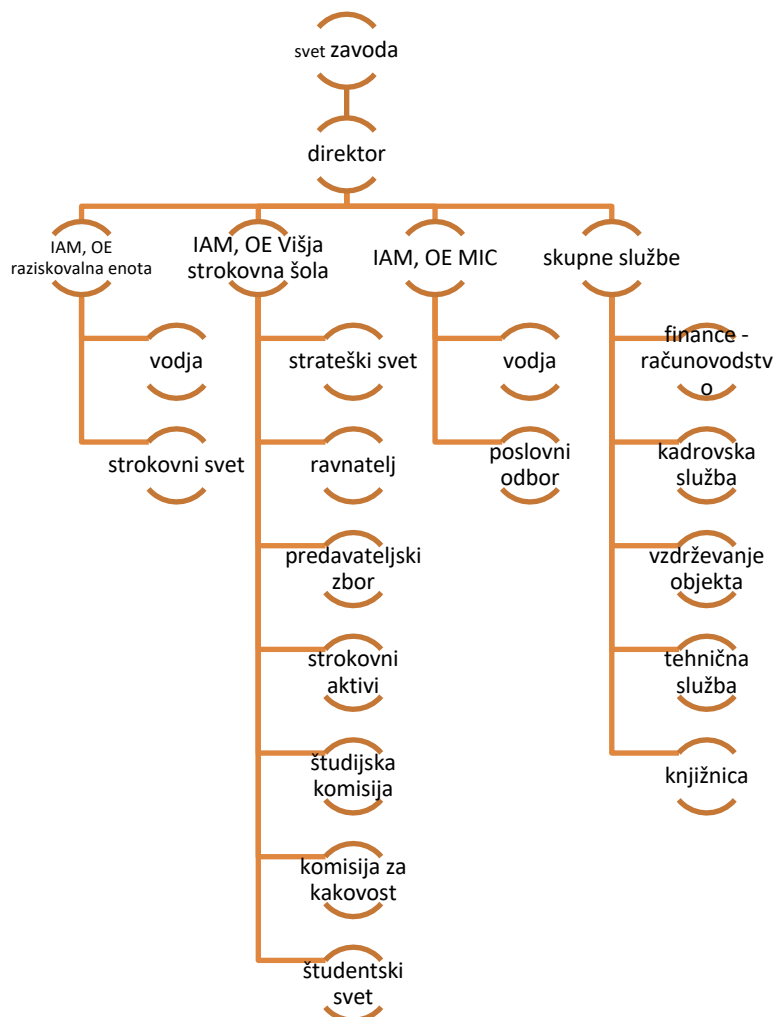 svet zavoda
direktor
IAM, OE
raziskovalna enota
vodja
strokovni svet
IAM, OE Višja
strokovna šola
strateški svet
ravnatelj
predavateljski
zbor
strokovni
aktivi
študijska
komisija
komisija za
kakovost
študentski
svet
IAM, OE MIC
vodja
poslovni
odbor
skupne službe
finance -
računovodstv
o
kadrovska
služba
vzdrževanje
objekta
tehnična
služba
knjižnica